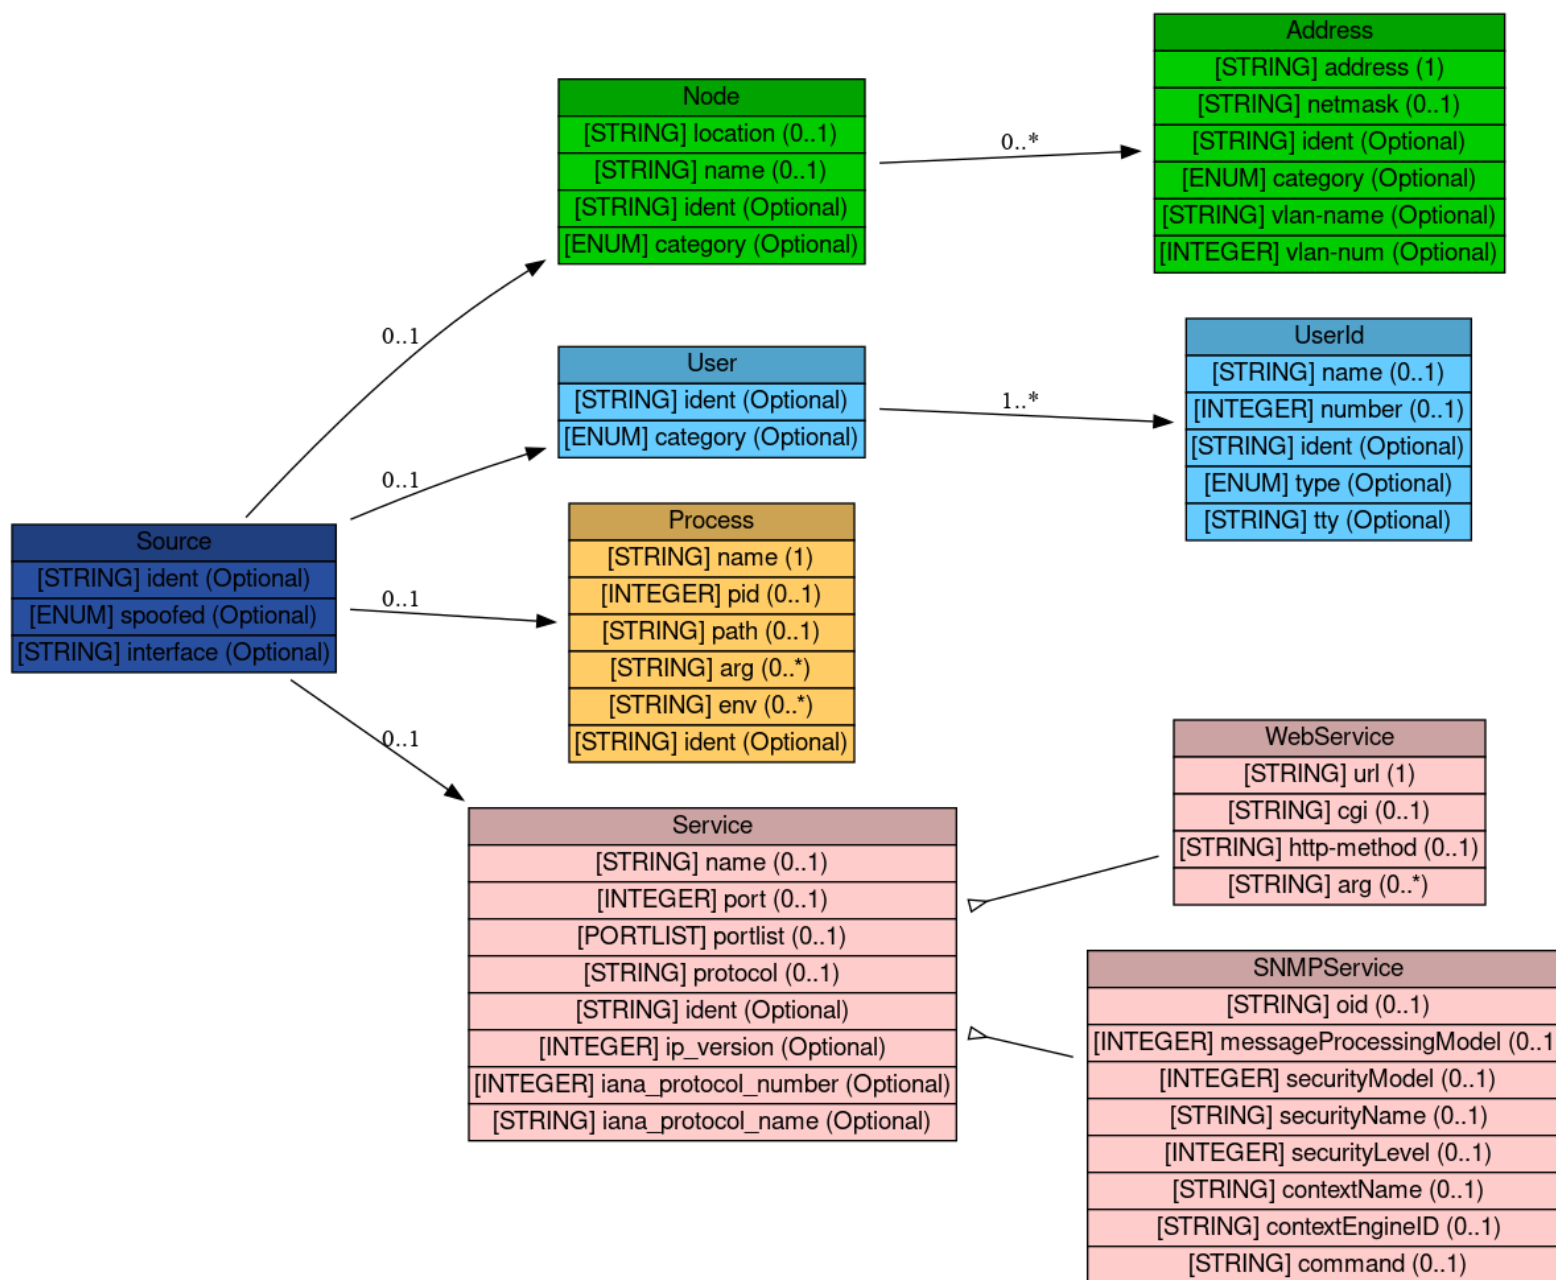 Address
[STRING] address (1)
[STRING] netmask (0..1)
[STRING] ident (Optional)
[ENUM] category (Optional)
[STRING] vlan-name (Optional)
[INTEGER] vlan-num (Optional)
Node
[STRING] location (0..1)
[STRING] name (0..1)
[STRING] ident (Optional)
[ENUM] category (Optional)
0..*
0..1
User
[STRING] ident (Optional)
[ENUM] category (Optional)
1..*
UserId
[STRING] name (0..1)
[INTEGER] number (0..1)
[STRING] ident (Optional)
[ENUM] type (Optional)
[STRING] tty (Optional)
0..1
Source
[STRING] ident (Optional)
[ENUM] spoofed (Optional)
[STRING] interface (Optional)
0..1
Process
[STRING] name (1)
[INTEGER] pid (0..1)
[STRING] path (0..1)
[STRING] arg (0..*)
[STRING] env (0..*)
[STRING] ident (Optional)
0..1
Service
[STRING] name (0..1)
[INTEGER] port (0..1)
[PORTLIST] portlist (0..1)
[STRING] protocol (0..1)
[STRING] ident (Optional)
[INTEGER] ip_version (Optional)
[INTEGER] iana_protocol_number (Optional)
[STRING] iana_protocol_name (Optional)
WebService
[STRING] url (1)
[STRING] cgi (0..1)
[STRING] http-method (0..1)
[STRING] arg (0..*)
SNMPService
[STRING] oid (0..1)
[INTEGER] messageProcessingModel (0..1
[INTEGER] securityModel (0..1)
[STRING] securityName (0..1)
[INTEGER] securityLevel (0..1)
[STRING] contextName (0..1)
[STRING] contextEngineID (0..1)
[STRING] command (0..1)